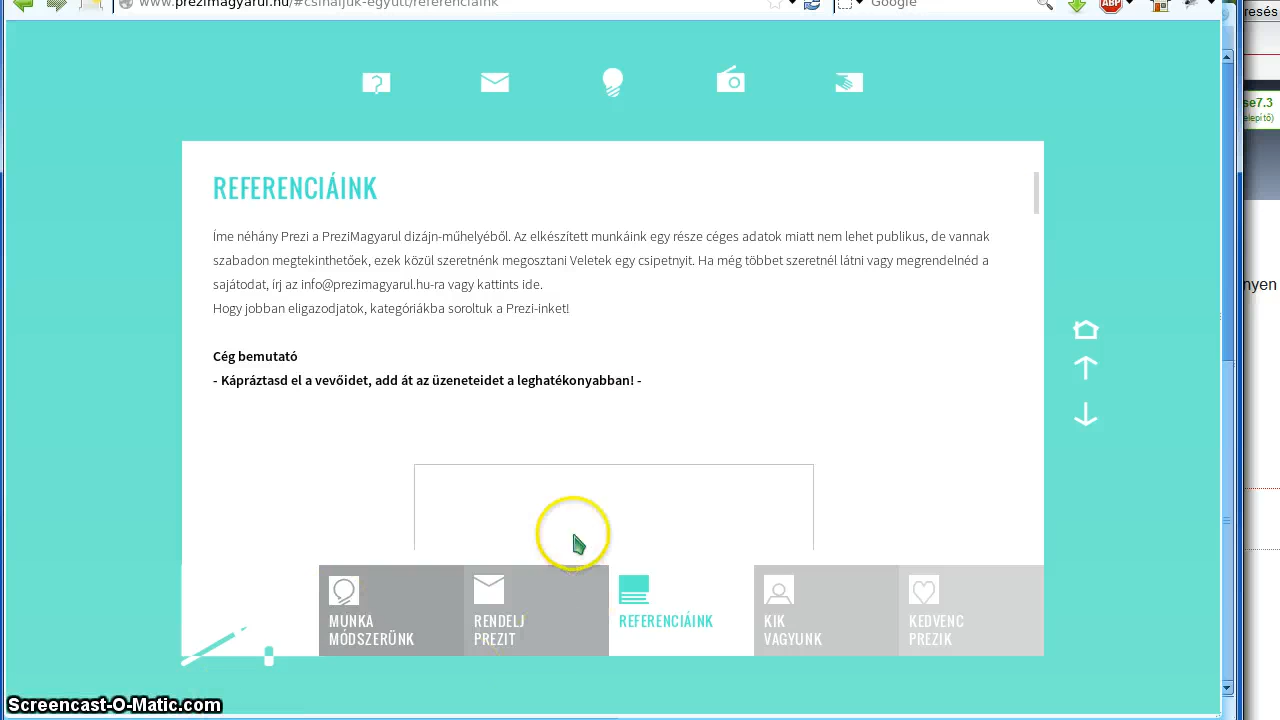 www.prezimagyarul.hu/#csinaljuk-egyutt/referenciaink
Google
ABP
resés
se7.3
elepítő)
nyen
REFERENCIÁINK
Íme néhány Prezi a PreziMagyarul dizájn-műhelyéből. Az elkészített munkáink egy része céges adatok miatt nem lehet publikus, de vannak
szabadon megtekinthetőek, ezek közül szeretnénk megosztani Veletek egy csipetnyit. Ha még többet szeretnél látni vagy megrendelnéd a
sajátodat, írj az info@prezimagyarul.hu-ra vagy kattints ide.
Hogy jobban eligazodjatok, kategóriákba soroltuk a Prezi-inket!
Cég bemutató
- Kápráztasd el a vevőidet, add át az üzeneteidet a leghatékonyabban! -
MUNKA
MÓDSZERÜNK
RENDELJ
PREZIT
REFERENCIÁINK
KIK
VAGYUNK
KEDVENC
PREZIK
Screencast-O-Matic.com